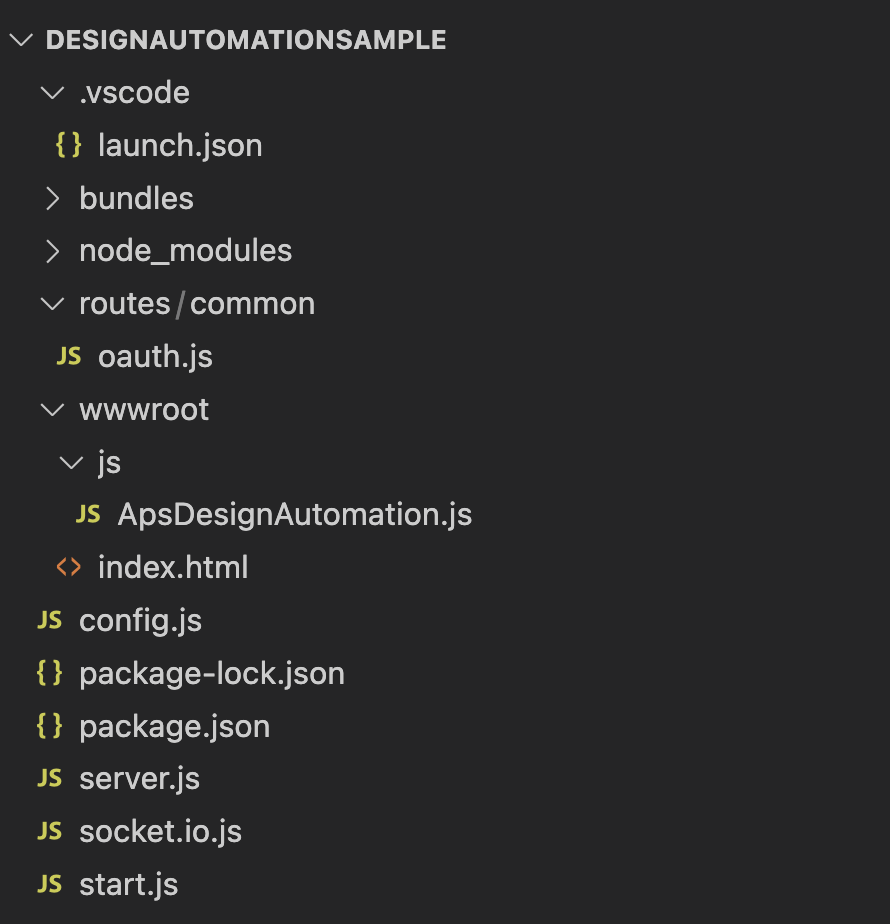 DESIGNAUTOMATIONSAMPLE
.vscode
{} launch.json
bundles
node_modules
routes/common
JS oauth.js
wwwroot
js
JS ApsDesignAutomation.js
<> index.html
JS config.js
{} package-lock.json
{} package.json
JS server.js
JS socket.io.js
JS start.js